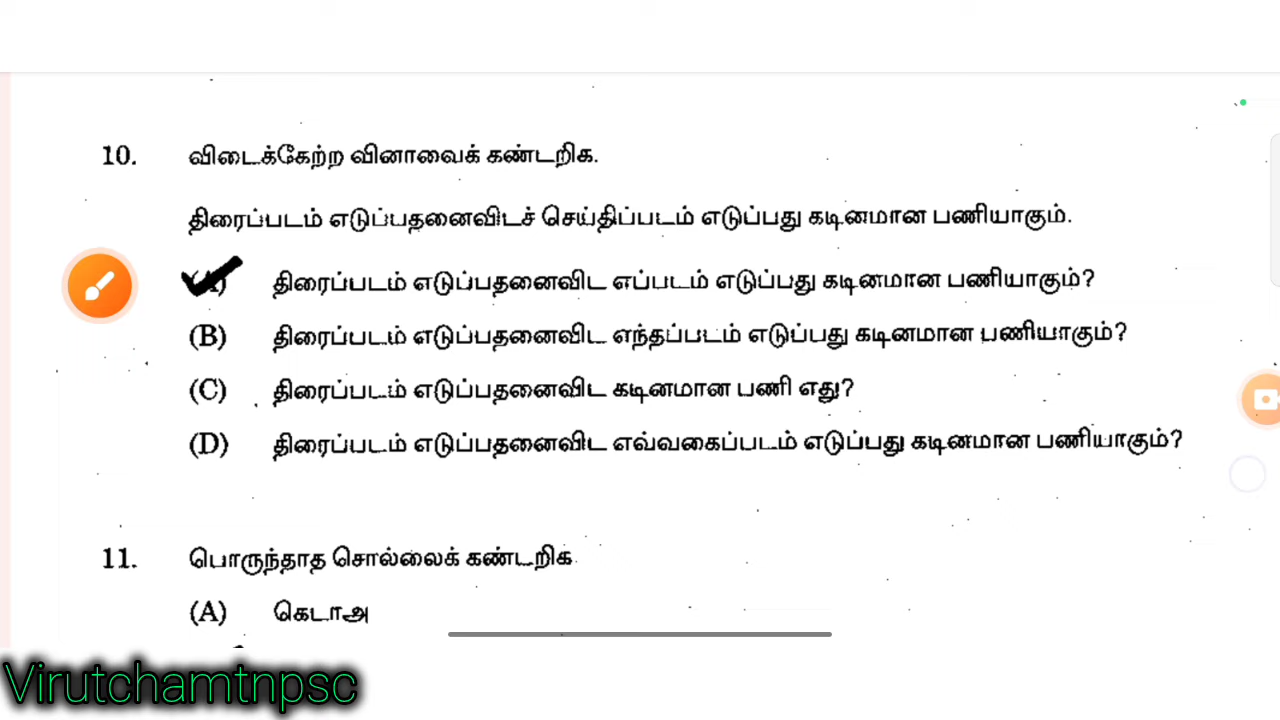 10. விடைக்கேற்ற வினாவைக் கண்டறிக.
திரைப்படம் எடுப்பதனைவிடச் செய்திப்படம் எடுப்பது கடினமான பணியாகும்.
திரைப்படம் எடுப்பதனைவிட எப்படம் எடுப்பது கடினமான பணியாகும்?
(B) திரைப்படம் எடுப்பதனைவிட எந்தப்படம் எடுப்பது கடினமான பணியாகும்?
(C) திரைப்படம் எடுப்பதனைவிட கடினமான பணி எது?
(D) திரைப்படம் எடுப்பதனைவிட எவ்வகைப்படம் எடுப்பது கடினமான பணியாகும்?
11. பொருந்தாத சொல்லைக் கண்டறிக
(A) கெடாஅ
Virutchamtnpsc